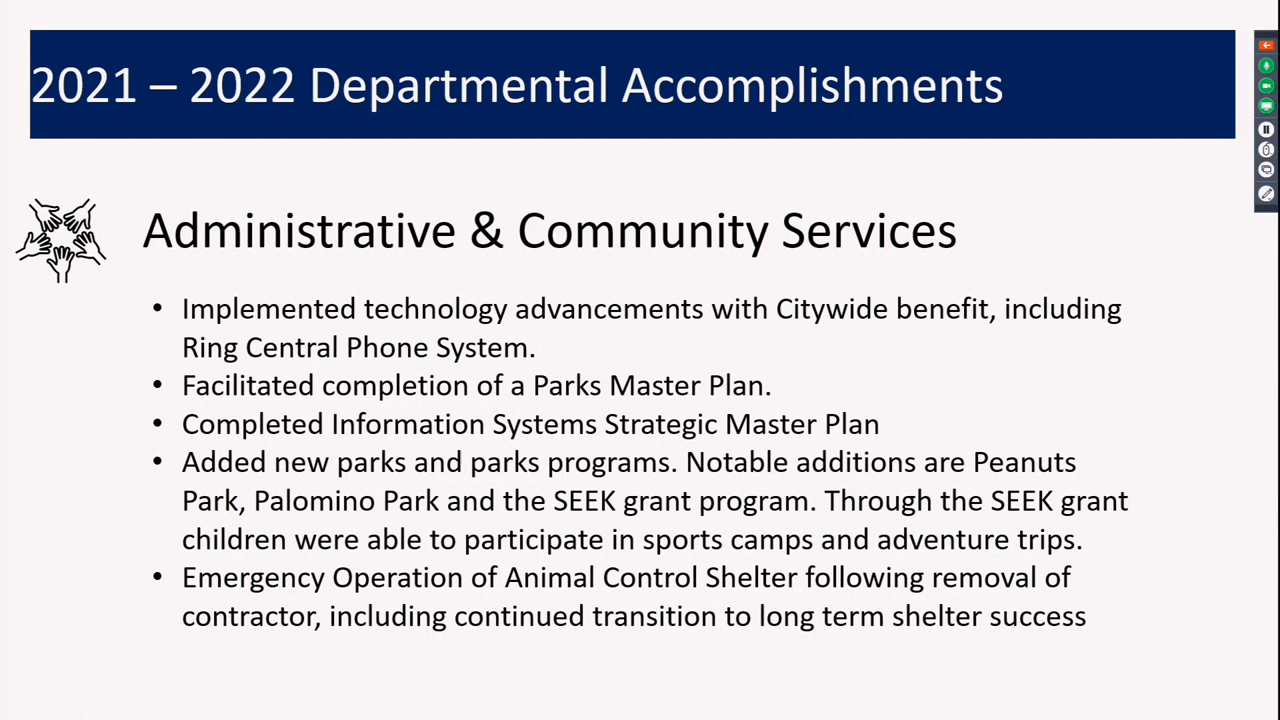 2021 – 2022 Departmental Accomplishments
Administrative & Community Services
• Implemented technology advancements with Citywide benefit, including
Ring Central Phone System.
• Facilitated completion of a Parks Master Plan.
• Completed Information Systems Strategic Master Plan
• Added new parks and parks programs. Notable additions are Peanuts
Park, Palomino Park and the SEEK grant program. Through the SEEK grant
children were able to participate in sports camps and adventure trips.
• Emergency Operation of Animal Control Shelter following removal of
contractor, including continued transition to long term shelter success